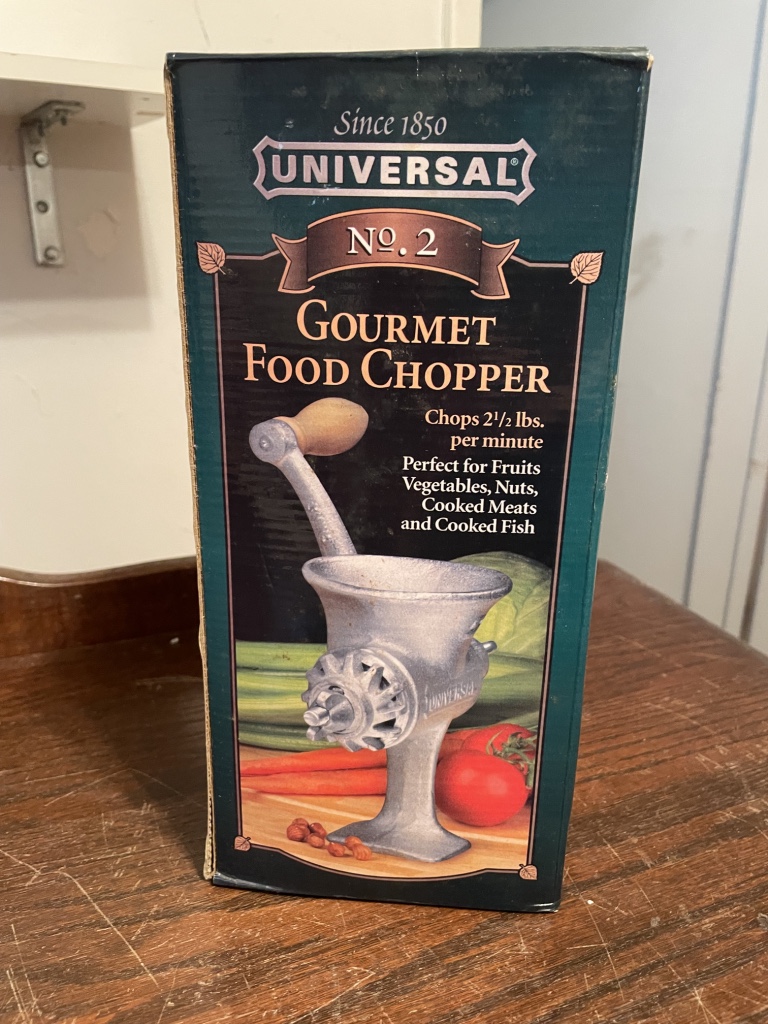 Since 1850
UNIVERSAL®
Nº. 2
GOURMET
FOOD CHOPPER
Chops 2½ lbs.
per minute
Perfect for Fruits
Vegetables, Nuts,
Cooked Meats
and Cooked Fish
UNIVERSAL